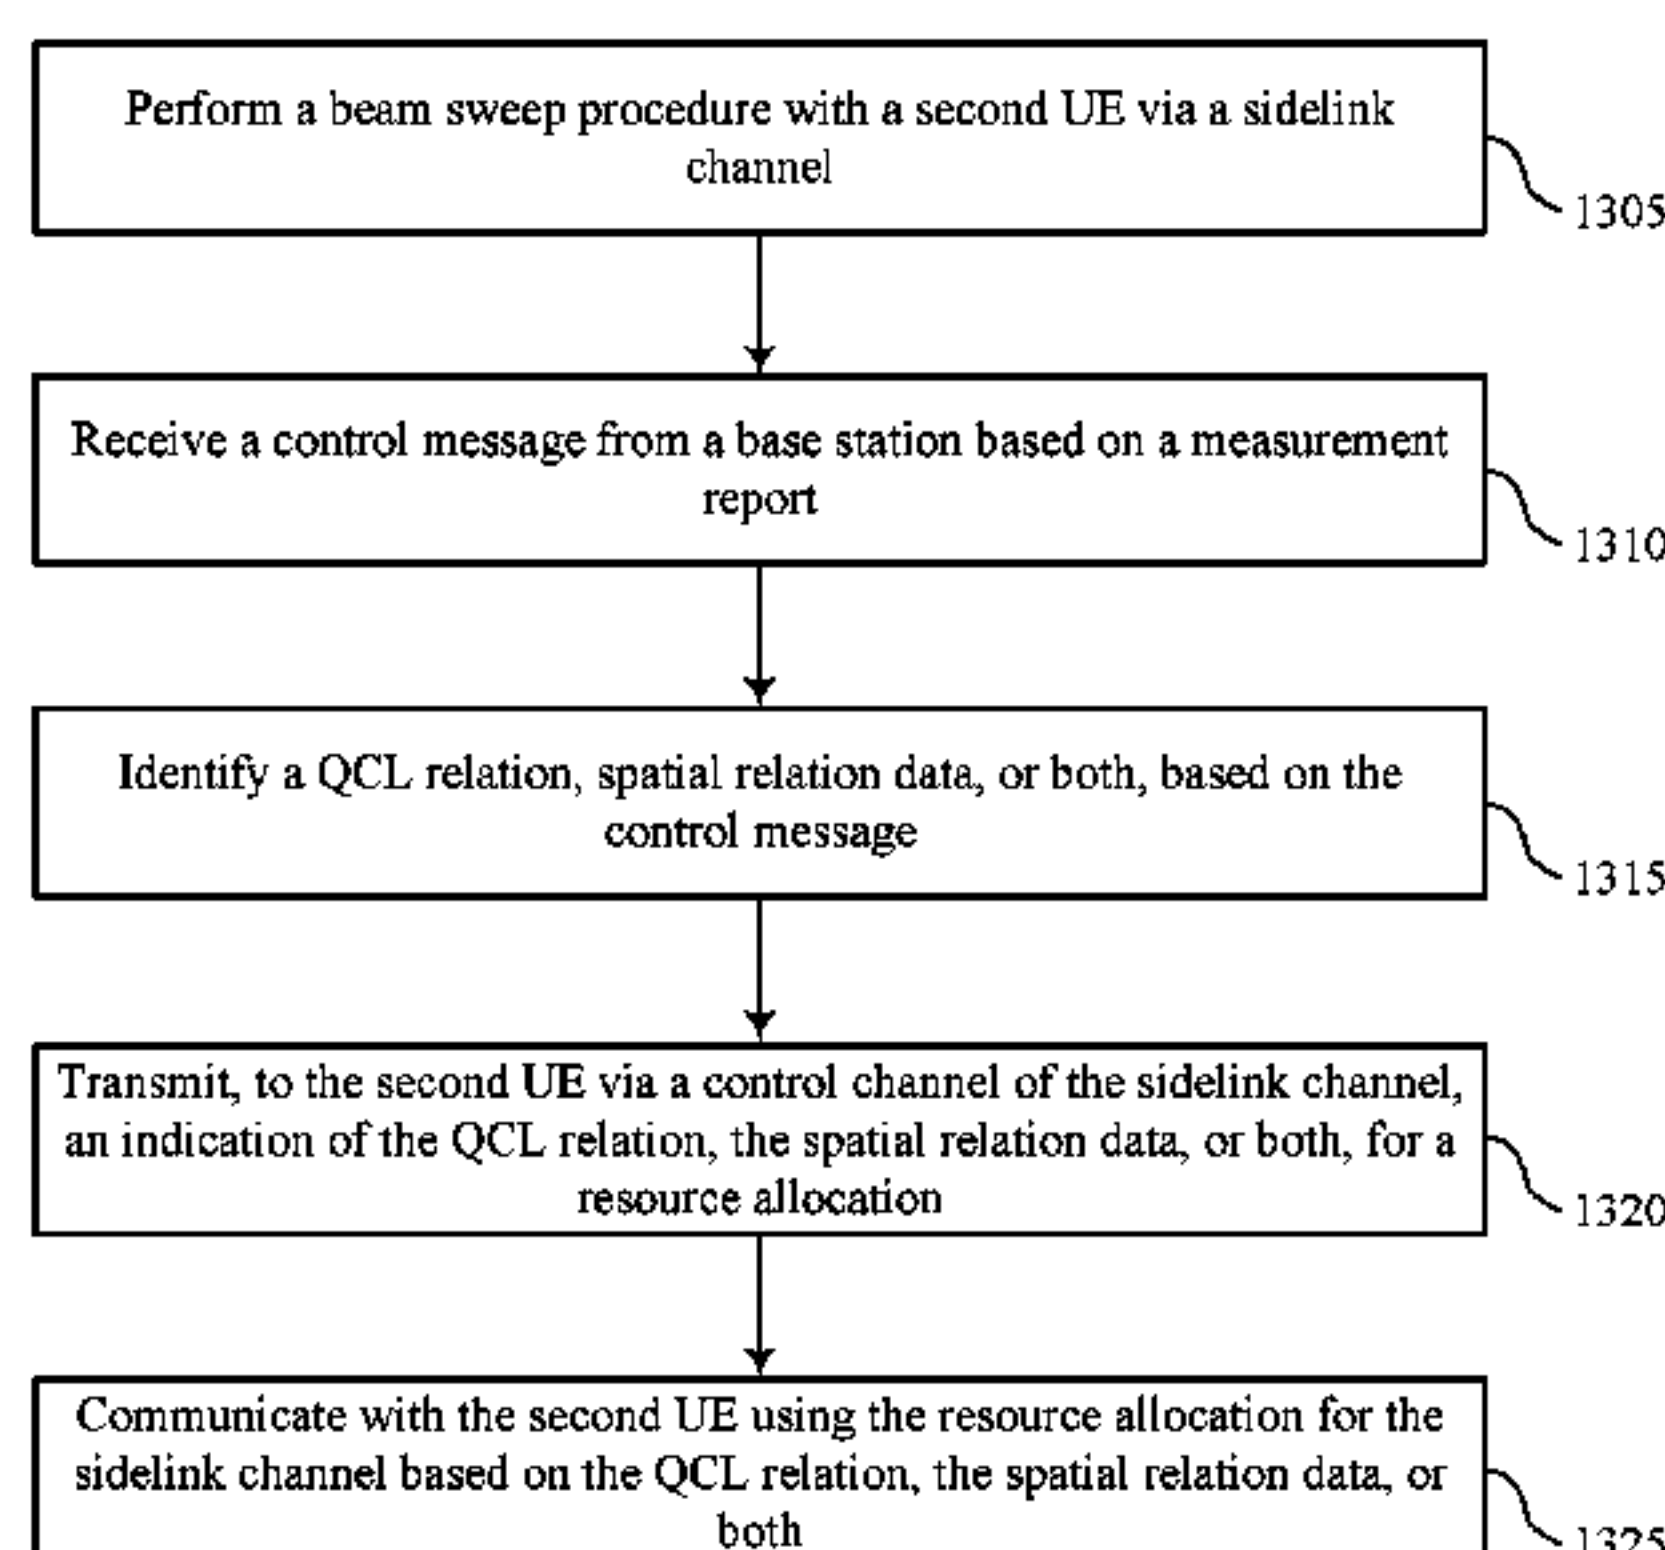 Perform a beam sweep procedure with a second UE via a sidelink
channel
1305
Receive a control message from a base station based on a measurement
report
1310
Identify a QCL relation, spatial relation data, or both, based on the
control message
1315
Transmit, to the second UE via a control channel of the sidelink channel,
an indication of the QCL relation, the spatial relation data, or both, for a
resource allocation
1320
Communicate with the second UE using the resource allocation for the
sidelink channel based on the QCL relation, the spatial relation data, or
both
1325